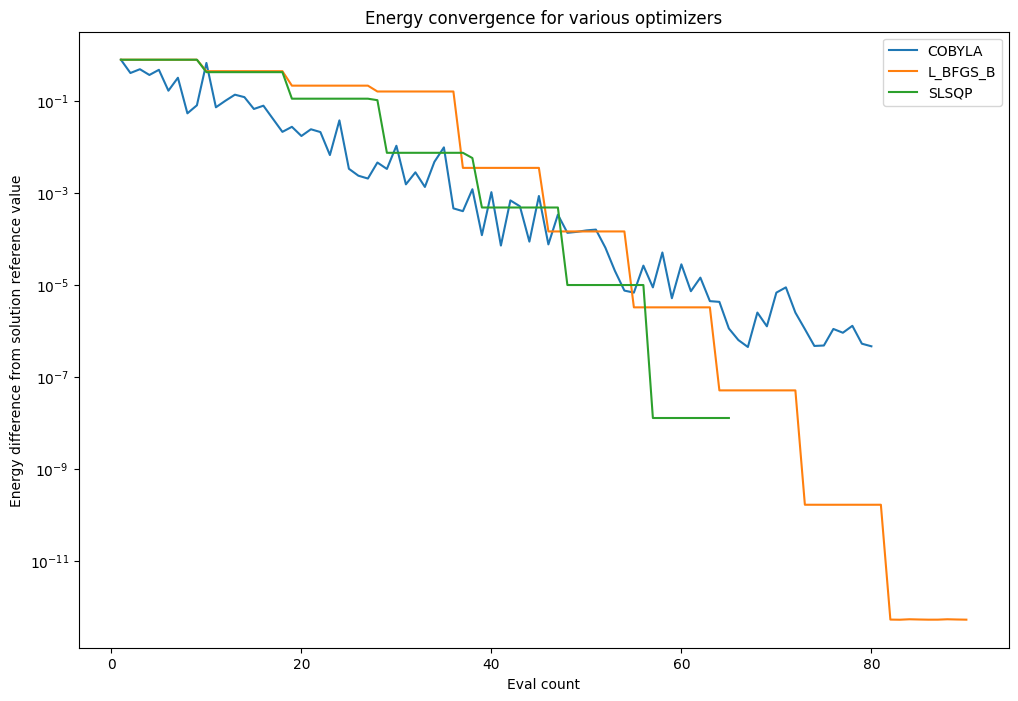 Energy convergence for various optimizers
COBYLA
L_BFGS_B
SLSQP
Energy difference from solution reference value
10⁻¹
10⁻³
10⁻⁵
10⁻⁷
10⁻⁹
10⁻¹¹
0 20 40 60 80
Eval count